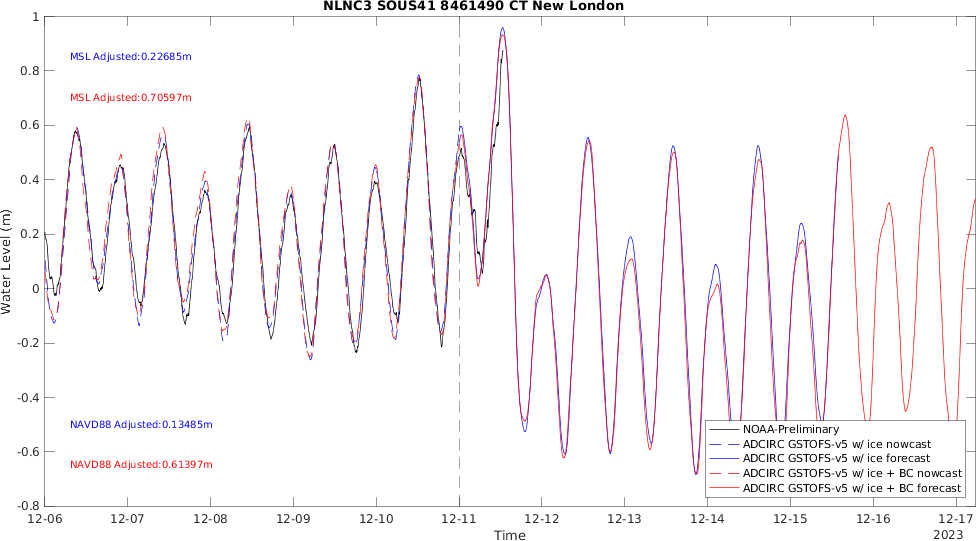 NLNC3 SOUS41 8461490 CT New London
MSL Adjusted:0.22685m
MSL Adjusted:0.70597m
NAVD88 Adjusted:0.13485m
NAVD88 Adjusted:0.61397m
Water Level (m)
1
0.8
0.6
0.4
0.2
0
-0.2
-0.4
-0.6
-0.8
NOAA-Preliminary
ADCIRC GSTOFS-v5 w/ ice nowcast
ADCIRC GSTOFS-v5 w/ ice forecast
ADCIRC GSTOFS-v5 w/ ice + BC nowcast
ADCIRC GSTOFS-v5 w/ ice + BC forecast
12-06 12-07 12-08 12-09 12-10 12-11 12-12 12-13 12-14 12-15 12-16 12-17
Time
2023